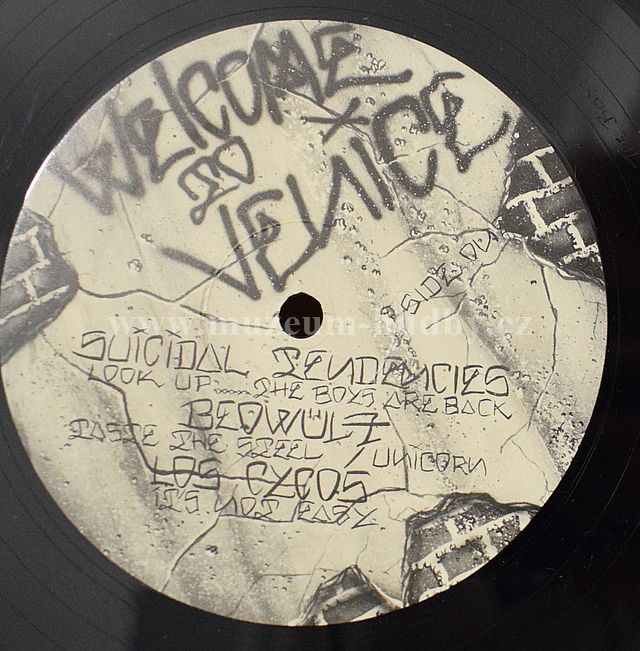 WELCOME
TO
VENICE
SIDE ONE
www.muzeum-hudby.cz
SUICIDAL TENDENCIES
LOOK UP.....THE BOYS ARE BACK
BEOWÜLF
TASTE THE STEEL / UNICORN
LOS CYCOS
IT'S NOT EASY